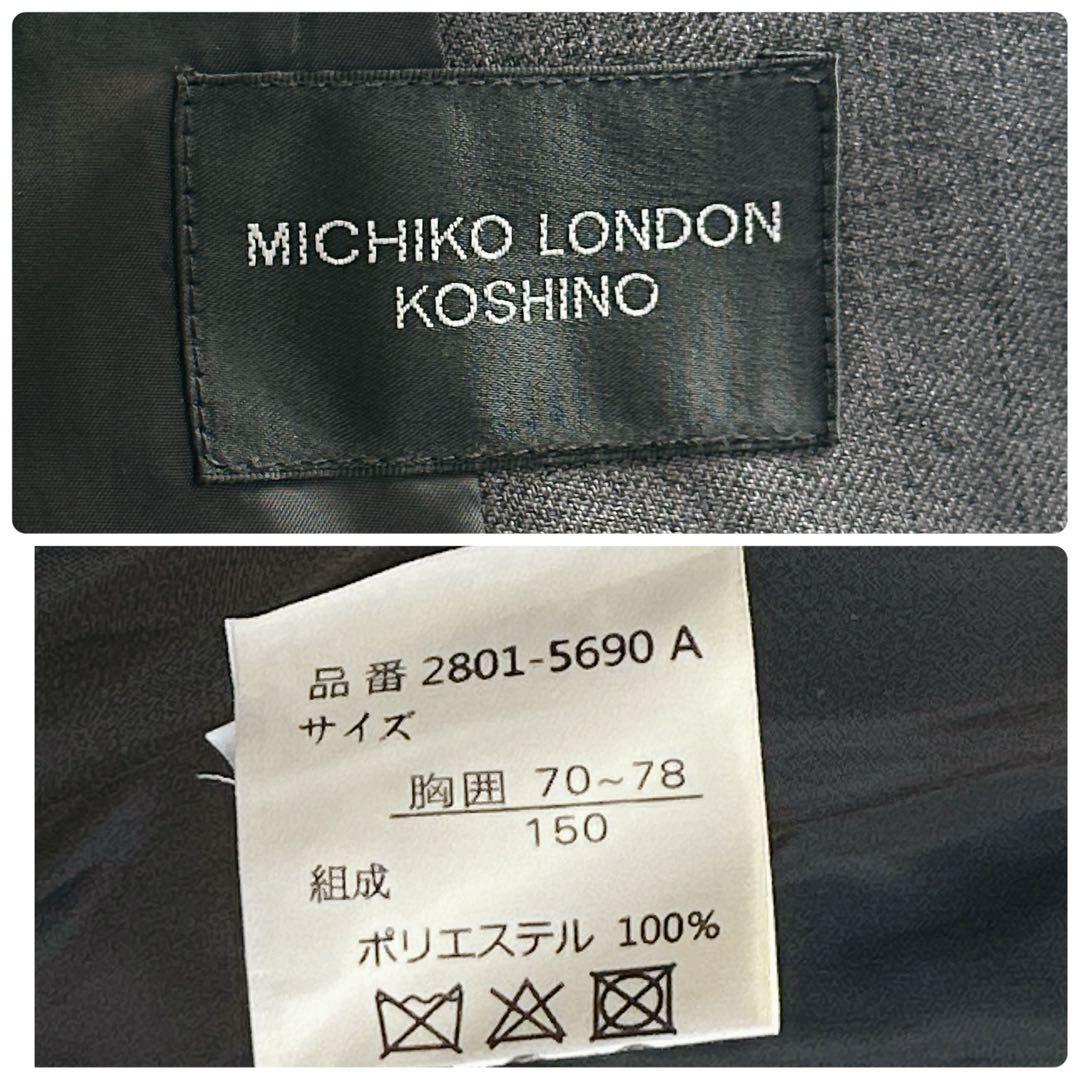 MICHIKO LONDON
KOSHINO
品番 2801-5690 A
サイズ
胸囲 70~78
150
組成
ポリエステル 100%